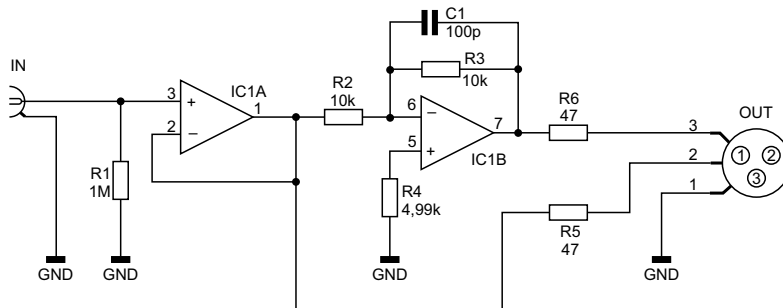 C1
100p
IN
IC1A
R2
10k
R3
10k
3
+
1
2
−
6
−
7
5
+
IC1B
R6
47
OUT
3
2
1
1
2
3
R1
1M
R4
4,99k
R5
47
GND
GND
GND
GND